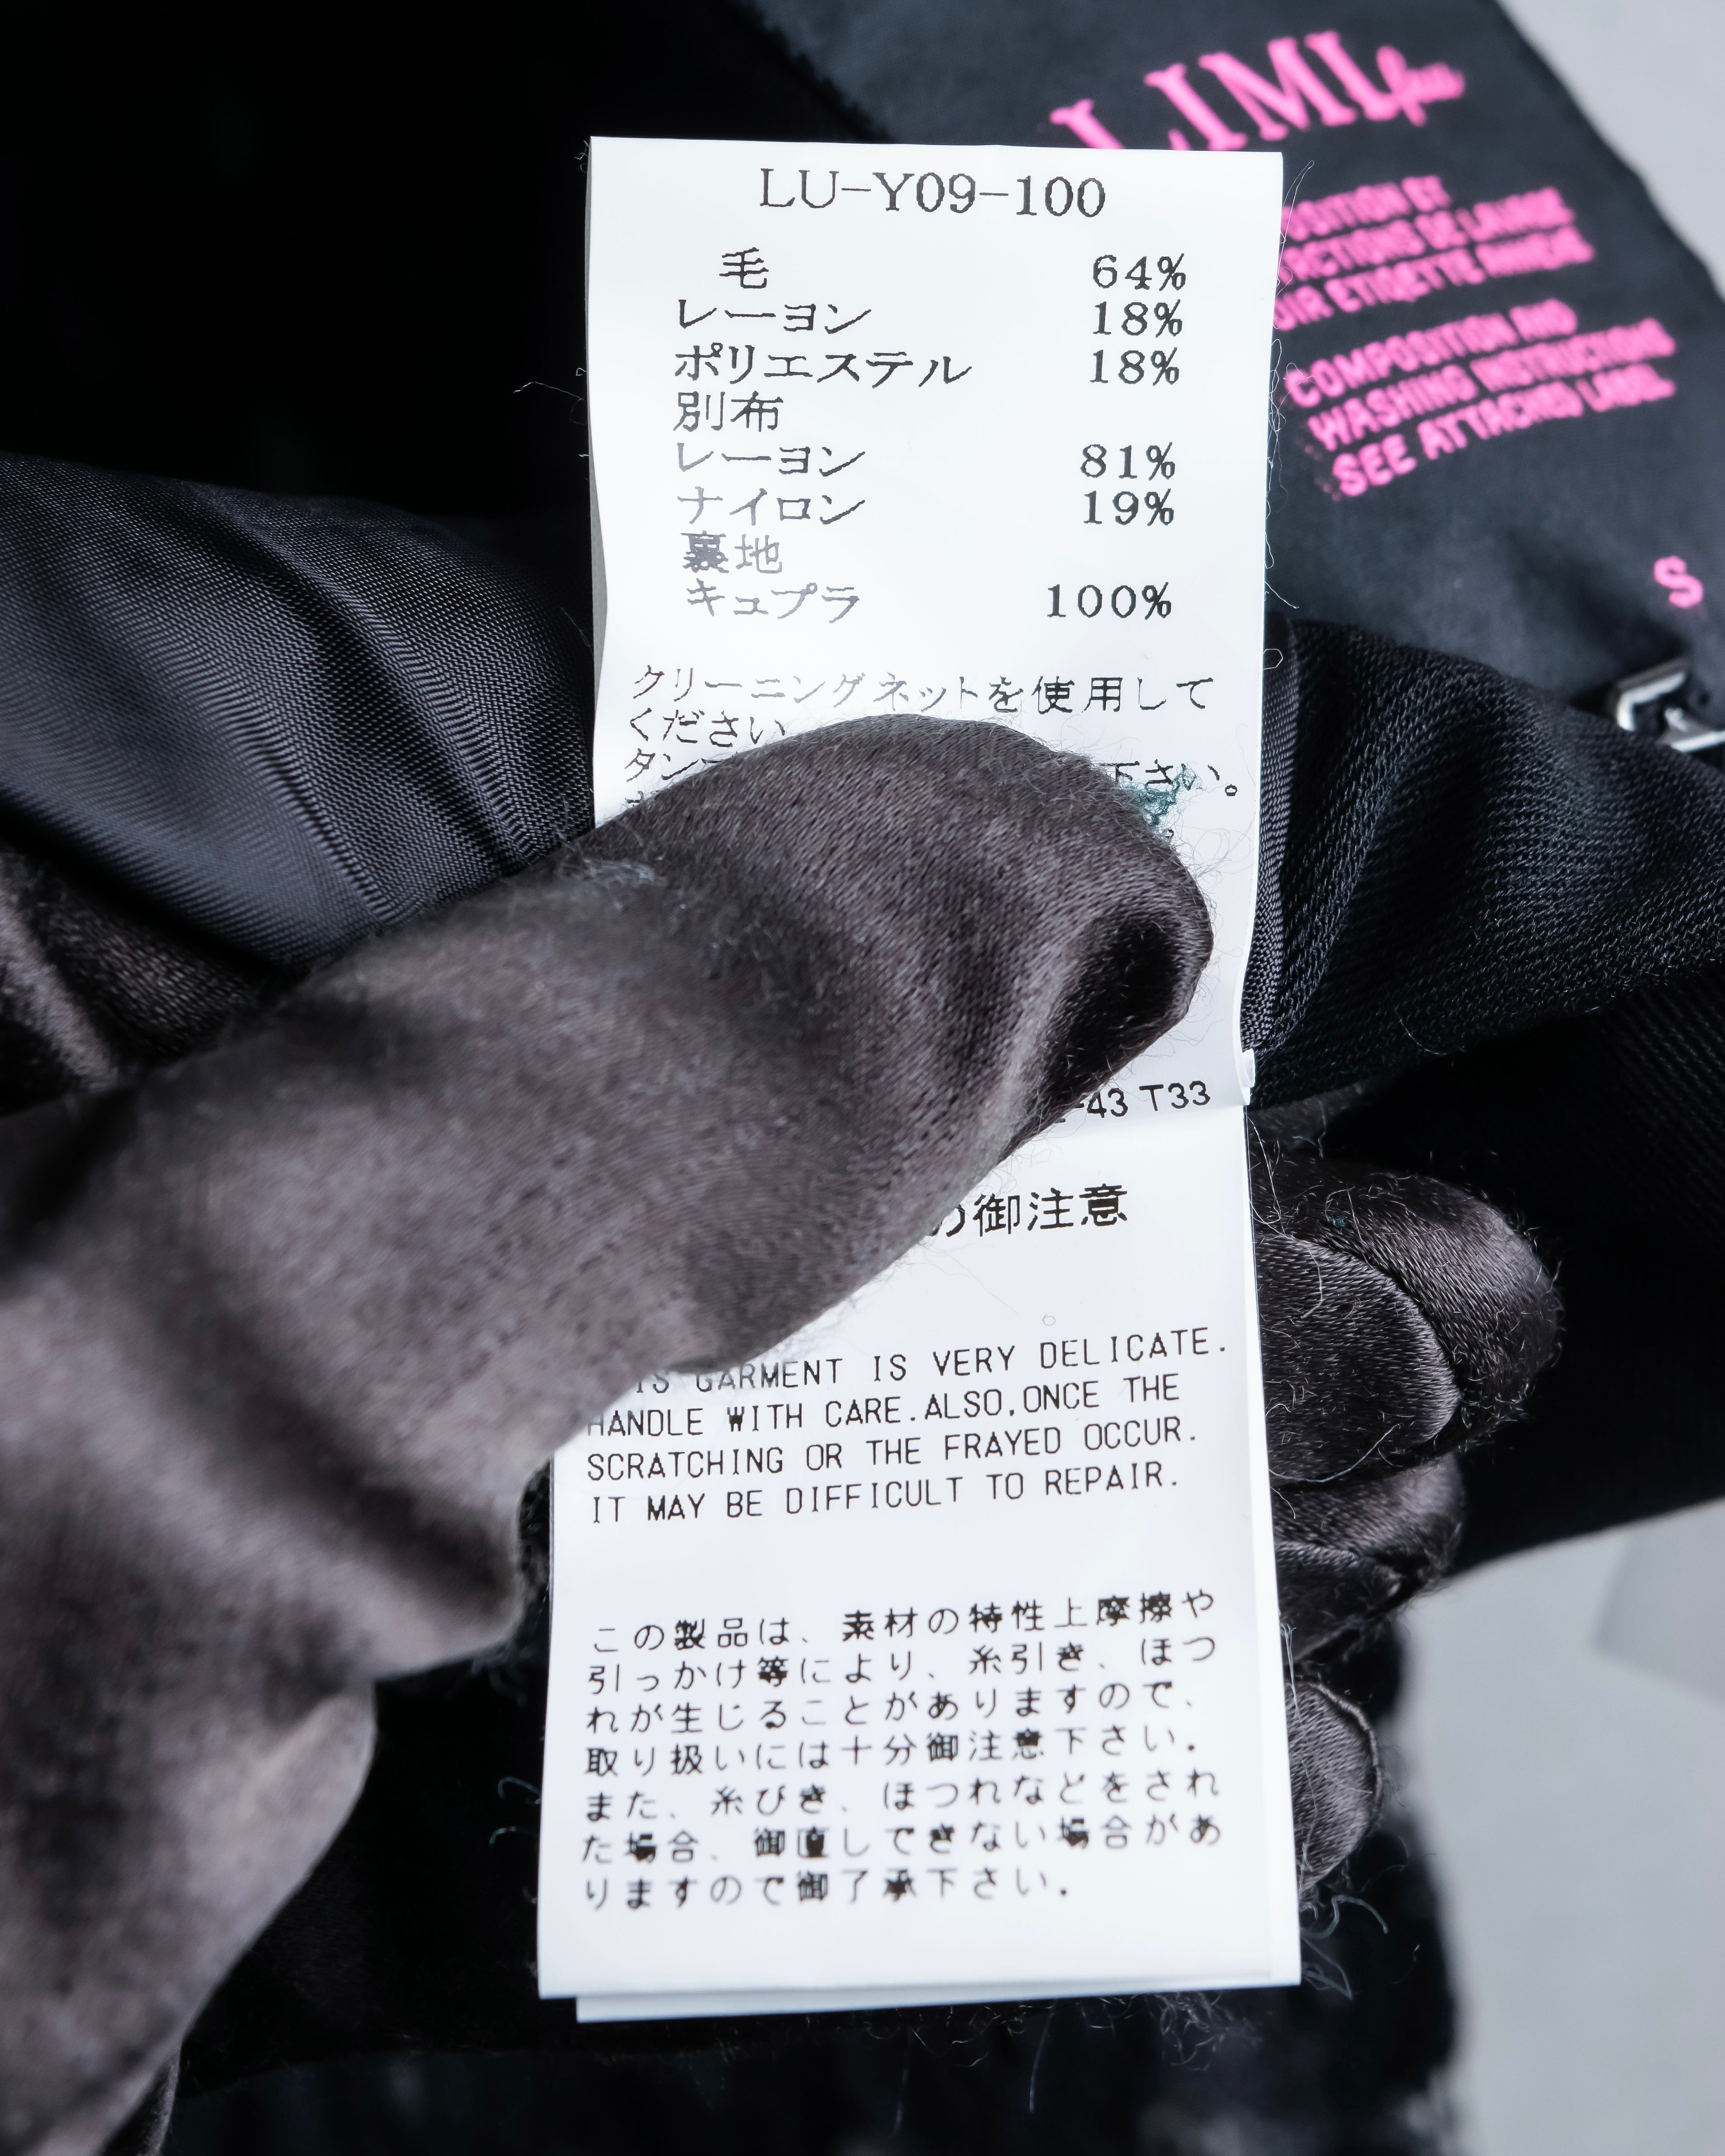 LIMI feu
COMPOSITION AND
WASHING INSTRUCTIONS
SEE ATTACHED LABEL
S
LU-Y09-100
毛 64%
レーヨン 18%
ポリエステル 18%
別布
レーヨン 81%
ナイロン 19%
裏地
キュプラ 100%
クリーニングネットを使用して
ください
タン 下さい。
43 T33
御注意
GARMENT IS VERY DELICATE.
HANDLE WITH CARE.ALSO,ONCE THE
SCRATCHING OR THE FRAYED OCCUR.
IT MAY BE DIFFICULT TO REPAIR.
この製品は、素材の特性上摩擦や
引っかけ等により、糸引き、ほつ
れが生じることがありますので、
取り扱いには十分御注意下さい.
また、糸びき、ほつれなどをされ
た場合、御直しできない場合があ
りますので御了承下さい.